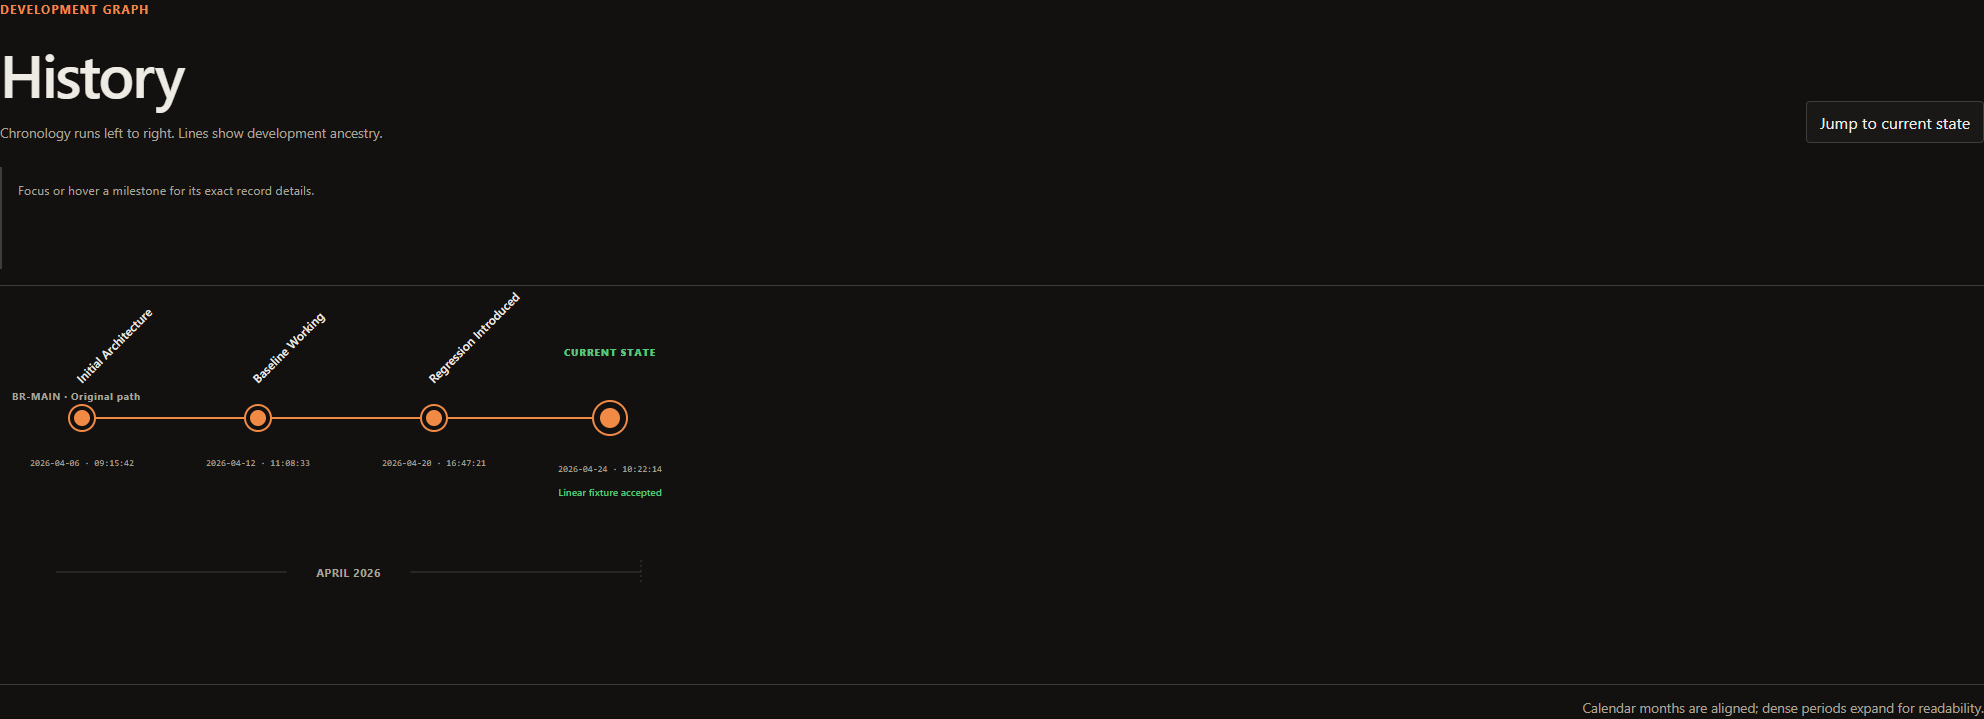 DEVELOPMENT GRAPH
History
Chronology runs left to right. Lines show development ancestry.
Jump to current state
Focus or hover a milestone for its exact record details.
Initial Architecture
Baseline Working
Regression Introduced
CURRENT STATE
BR-MAIN · Original path
2026-04-06 · 09:15:42
2026-04-12 · 11:08:33
2026-04-20 · 16:47:21
2026-04-24 · 10:22:14
Linear fixture accepted
APRIL 2026
Calendar months are aligned; dense periods expand for readability.